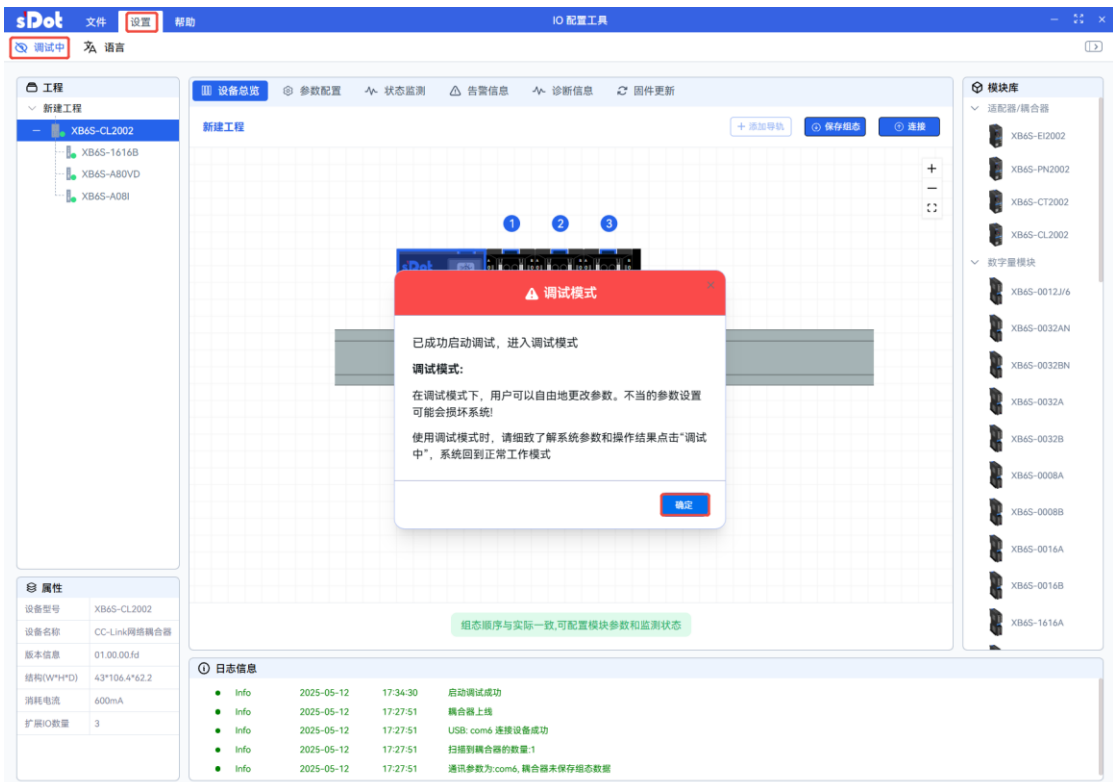 sDot 文件 设置 帮助 IO 配置工具
调试中 语言
工程
新建工程
XB6S-CL2002
XB6S-1616B
XB6S-A80VD
XB6S-A08I
设备总览 参数配置 状态监测 告警信息 诊断信息 固件更新
新建工程 添加导轨 保存组态 连接
1 2 3
sDot
调试模式
已成功启动调试，进入调试模式
调试模式:
在调试模式下，用户可以自由地更改参数。不当的参数设置
可能会损坏系统!
使用调试模式时，请细致了解系统参数和操作结果点击“调试
中”，系统回到正常工作模式
确定
组态顺序与实际一致,可配置模块参数和监测状态
模块库
适配器/耦合器
XB6S-EI2002
XB6S-PN2002
XB6S-CT2002
XB6S-CL2002
数字量模块
XB6S-0012J/6
XB6S-0032AN
XB6S-0032BN
XB6S-0032A
XB6S-0032B
XB6S-0008A
XB6S-0008B
XB6S-0016A
XB6S-0016B
XB6S-1616A
属性
设备型号 XB6S-CL2002
设备名称 CC-Link网络耦合器
版本信息 01.00.00.fd
结构(W*H*D) 43*106.4*62.2
消耗电流 600mA
扩展IO数量 3
日志信息
Info 2025-05-12 17:34:30 启动调试成功
Info 2025-05-12 17:27:51 耦合器上线
Info 2025-05-12 17:27:51 USB: com6 连接设备成功
Info 2025-05-12 17:27:51 扫描到耦合器的数量:1
Info 2025-05-12 17:27:51 通讯参数为:com6, 耦合器未保存组态数据